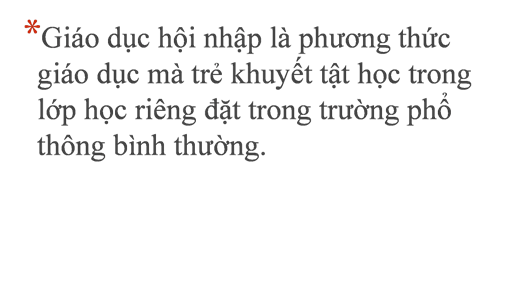 *Giáo dục hội nhập là phương thức
giáo dục mà trẻ khuyết tật học trong
lớp học riêng đặt trong trường phổ
thông bình thường.